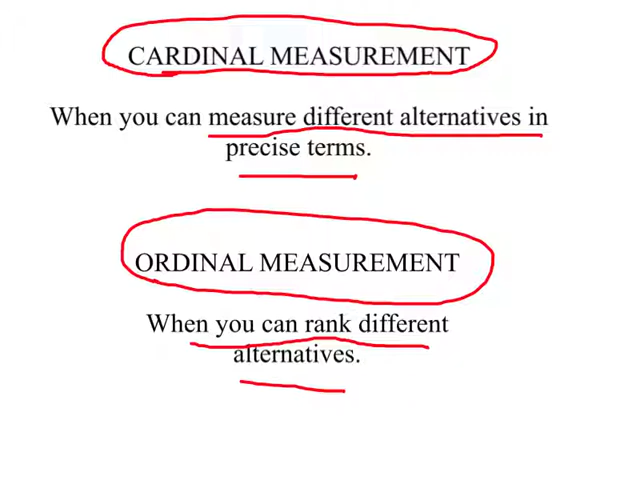 CARDINAL MEASUREMENT
When you can measure different alternatives in
precise terms.
ORDINAL MEASUREMENT
When you can rank different
alternatives.